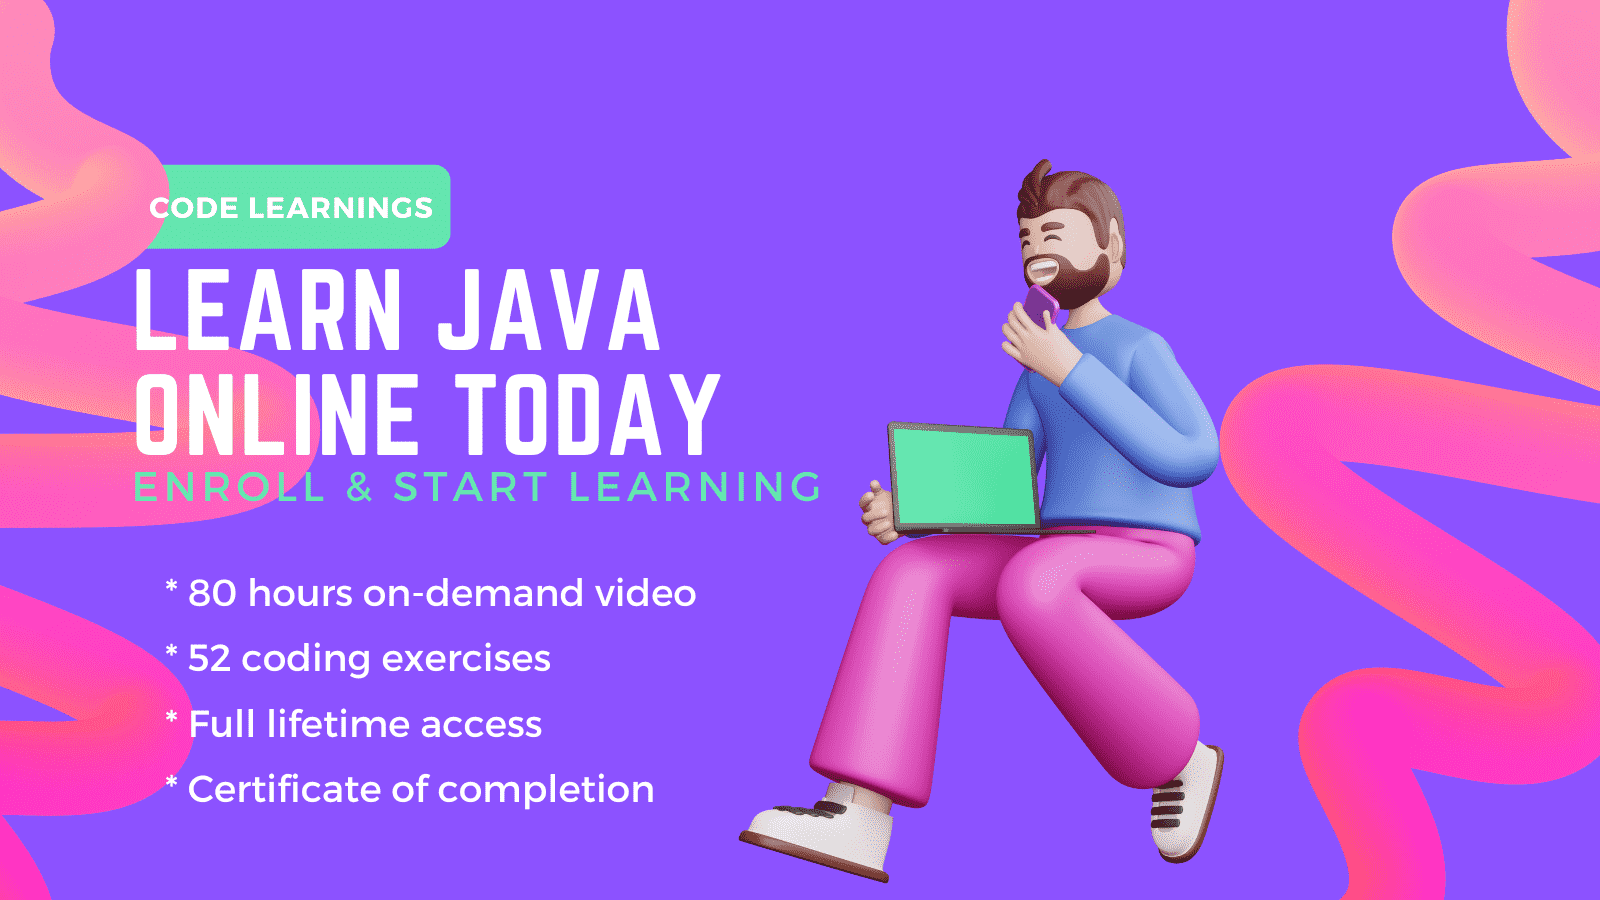 CODE LEARNINGS
LEARN JAVA
ONLINE TODAY
ENROLL & START LEARNING
* 80 hours on-demand video
* 52 coding exercises
* Full lifetime access
* Certificate of completion